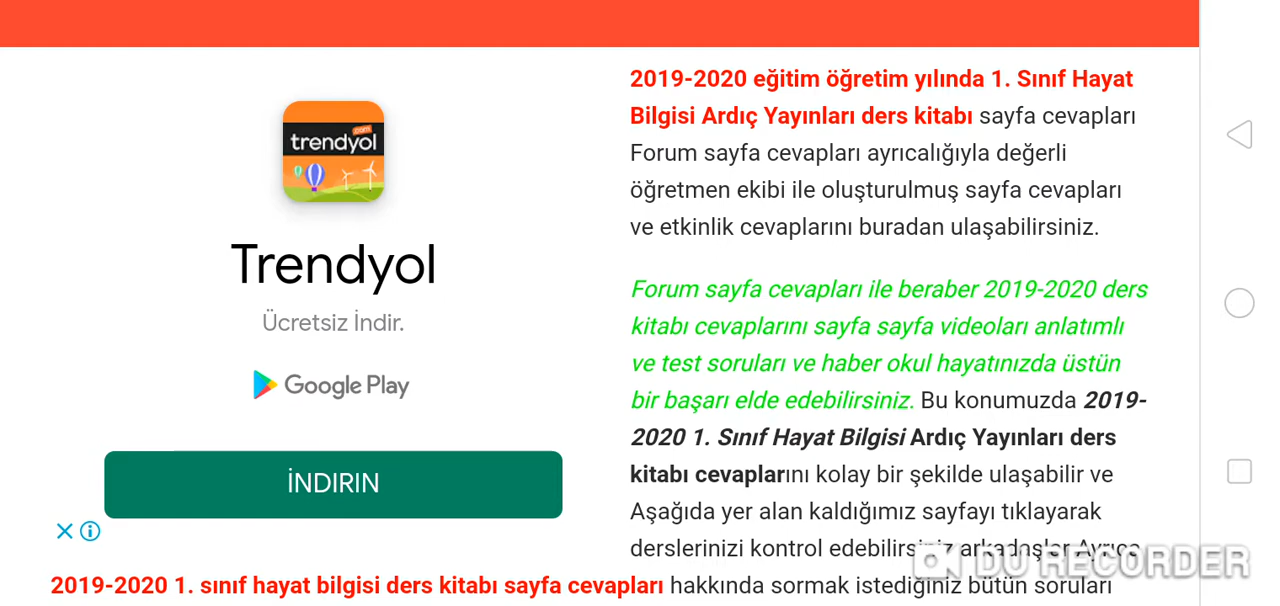 trendyol
.com
Trendyol
Ücretsiz İndir.
Google Play
İNDIRIN
2019-2020 eğitim öğretim yılında 1. Sınıf Hayat
Bilgisi Ardıç Yayınları ders kitabı sayfa cevapları
Forum sayfa cevapları ayrıcalığıyla değerli
öğretmen ekibi ile oluşturulmuş sayfa cevapları
ve etkinlik cevaplarını buradan ulaşabilirsiniz.
Forum sayfa cevapları ile beraber 2019-2020 ders
kitabı cevaplarını sayfa sayfa videoları anlatımlı
ve test soruları ve haber okul hayatınızda üstün
bir başarı elde edebilirsiniz. Bu konumuzda 2019-
2020 1. Sınıf Hayat Bilgisi Ardıç Yayınları ders
kitabı cevaplarını kolay bir şekilde ulaşabilir ve
Aşağıda yer alan kaldığımız sayfayı tıklayarak
derslerinizi kontrol edebilirsiniz arkadaşler Ayrıca
DU RECORDER
2019-2020 1. sınıf hayat bilgisi ders kitabı sayfa cevapları hakkında sormak istediğiniz bütün soruları